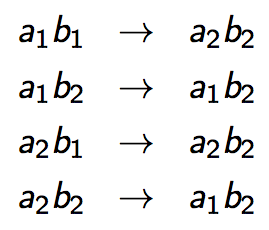 a₁b₁ → a₂b₂
a₁b₂ → a₁b₂
a₂b₁ → a₂b₂
a₂b₂ → a₁b₂